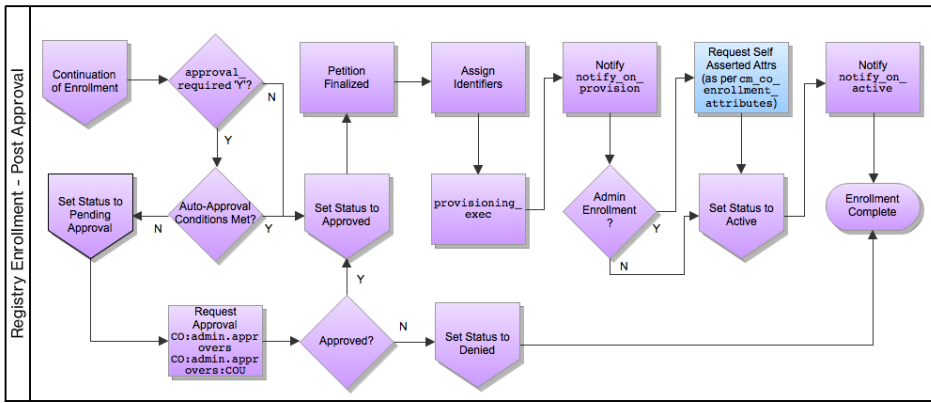 Registry Enrollment - Post Approval
Continuation
of Enrollment
approval_
required 'Y'?
N
Y
Petition
Finalized
Assign
Identifiers
Notify
notify_on_
provision
Request Self
Asserted Attrs
(as per cm_co_
enrollment_
attributes)
Notify
notify_on_
active
Set Status to
Pending
Approval
N
Auto-Approval
Conditions Met?
Y
Set Status to
Approved
provisioning_
exec
Admin
Enrollment
?
Y
N
Set Status to
Active
Enrollment
Complete
Y
Request
Approval
CO:admin.appr
overs
CO:admin.appr
overs:COU
Approved?
N
Set Status to
Denied